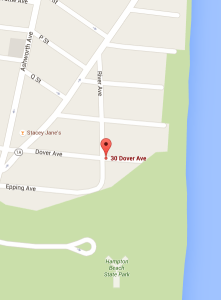 P St
Ashworth Ave
Q St
River Ave
Stacey Jane's
1A
Dover Ave
30 Dover Ave
Epping Ave
Hampton
Beach
State Park